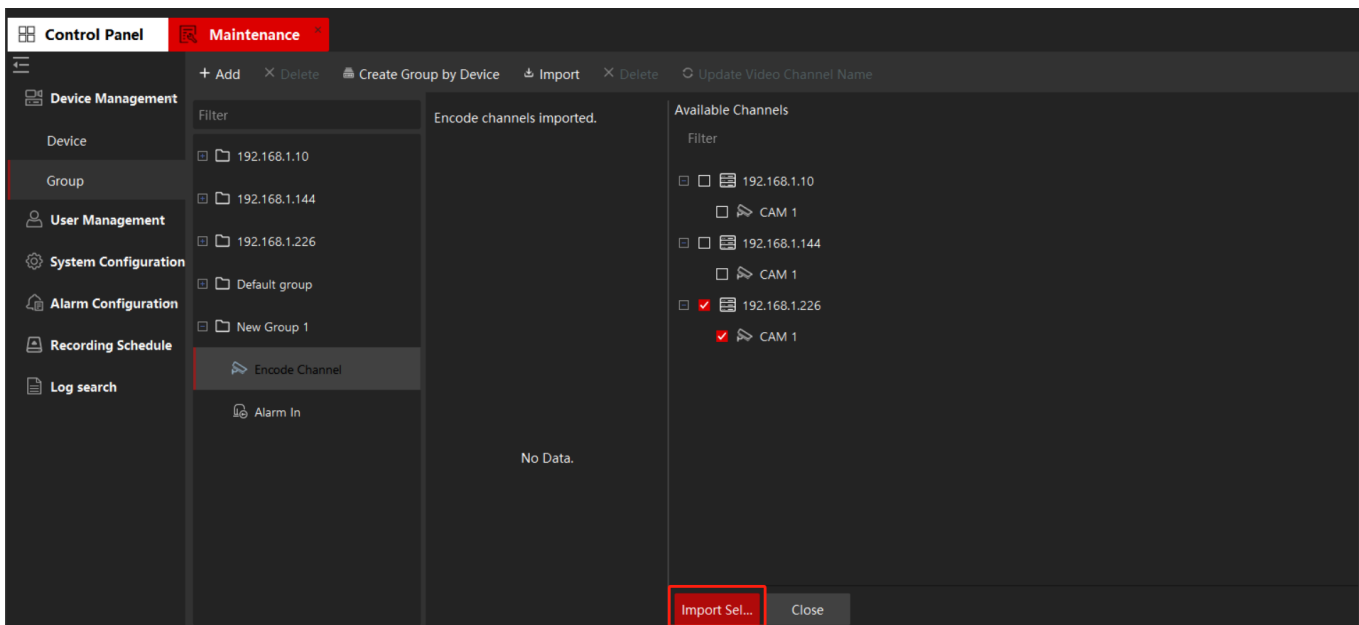 Control Panel
Maintenance
+ Add × Delete Create Group by Device Import × Delete Update Video Channel Name
Device Management
Device
Group
User Management
System Configuration
Alarm Configuration
Recording Schedule
Log search
Filter
192.168.1.10
192.168.1.144
192.168.1.226
Default group
New Group 1
Encode Channel
Alarm In
Encode channels imported.
No Data.
Available Channels
Filter
192.168.1.10
CAM 1
192.168.1.144
CAM 1
192.168.1.226
CAM 1
Import Sel... Close